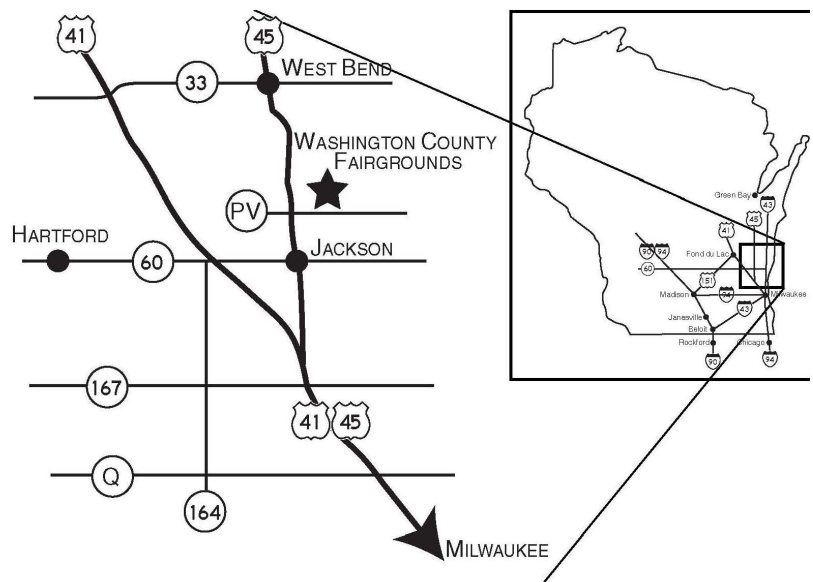 41
45
33
WEST BEND
WASHINGTON COUNTY
FAIRGROUNDS
PV
HARTFORD
60
JACKSON
167
41
45
Q
164
MILWAUKEE
Green Bay
43
45
41
90
94
Fond du Lac
60
151
Madison
94
Milwaukee
43
Janesville
Beloit
Rockford
Chicago
90
94